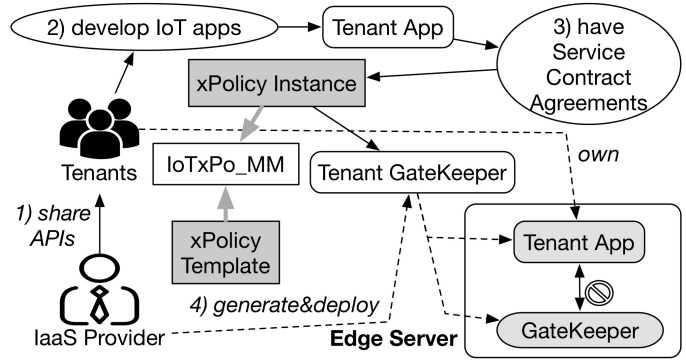 2) develop IoT apps
Tenant App
3) have
Service
Contract
Agreements
xPolicy Instance
Tenants
IoTxPo_MM
Tenant GateKeeper
own
1) share
APIs
xPolicy
Template
Tenant App
4) generate&deploy
IaaS Provider
Edge Server
GateKeeper